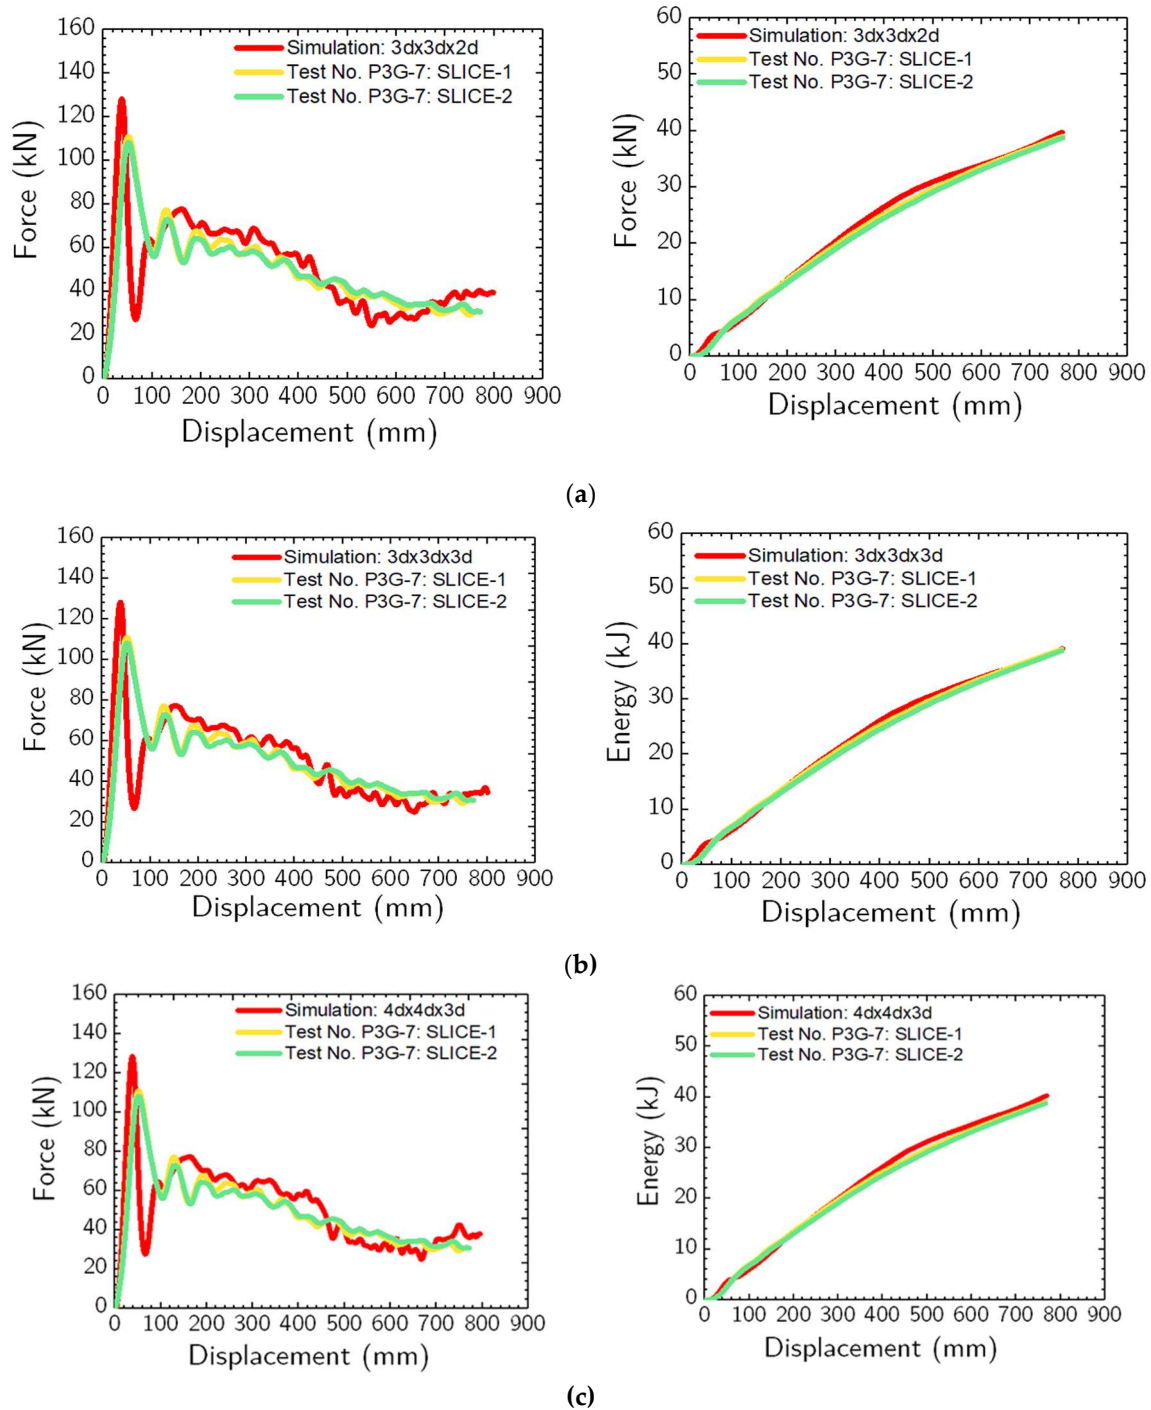 160
140
120
100
80
60
40
20
0
Force (kN)
Simulation: 3dx3dx2d
Test No. P3G-7: SLICE-1
Test No. P3G-7: SLICE-2
0 100 200 300 400 500 600 700 800 900
Displacement (mm)
60
50
40
30
20
10
0
Force (kN)
Simulation: 3dx3dx2d
Test No. P3G-7: SLICE-1
Test No. P3G-7: SLICE-2
0 100 200 300 400 500 600 700 800 900
Displacement (mm)
(a)
160
140
120
100
80
60
40
20
0
Force (kN)
Simulation: 3dx3dx3d
Test No. P3G-7: SLICE-1
Test No. P3G-7: SLICE-2
0 100 200 300 400 500 600 700 800 900
Displacement (mm)
60
50
40
30
20
10
0
Energy (kJ)
Simulation: 3dx3dx3d
Test No. P3G-7: SLICE-1
Test No. P3G-7: SLICE-2
0 100 200 300 400 500 600 700 800 900
Displacement (mm)
(b)
160
140
120
100
80
60
40
20
0
Force (kN)
Simulation: 4dx4dx3d
Test No. P3G-7: SLICE-1
Test No. P3G-7: SLICE-2
0 100 200 300 400 500 600 700 800 900
Displacement (mm)
60
50
40
30
20
10
0
Energy (kJ)
Simulation: 4dx4dx3d
Test No. P3G-7: SLICE-1
Test No. P3G-7: SLICE-2
0 100 200 300 400 500 600 700 800 900
Displacement (mm)
(c)